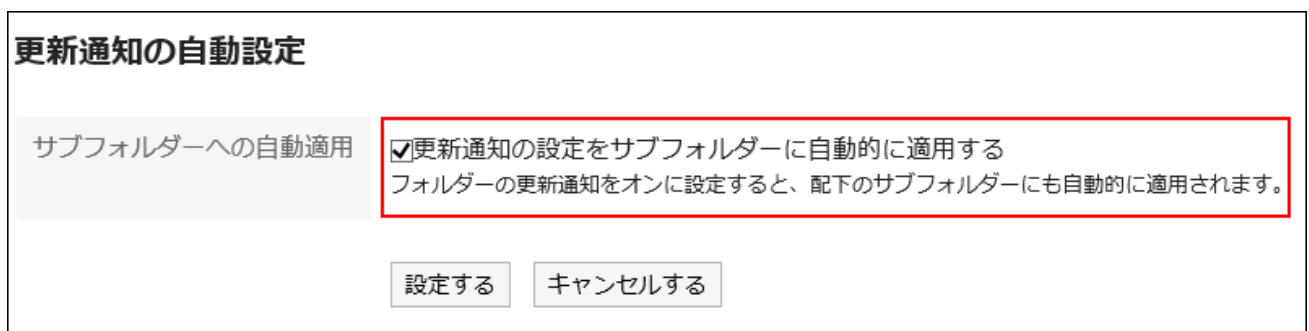 更新通知の自動設定
サブフォルダーへの自動適用
更新通知の設定をサブフォルダーに自動的に適用する
フォルダーの更新通知をオンに設定すると、配下のサブフォルダーにも自動的に適用されます。
設定する
キャンセルする